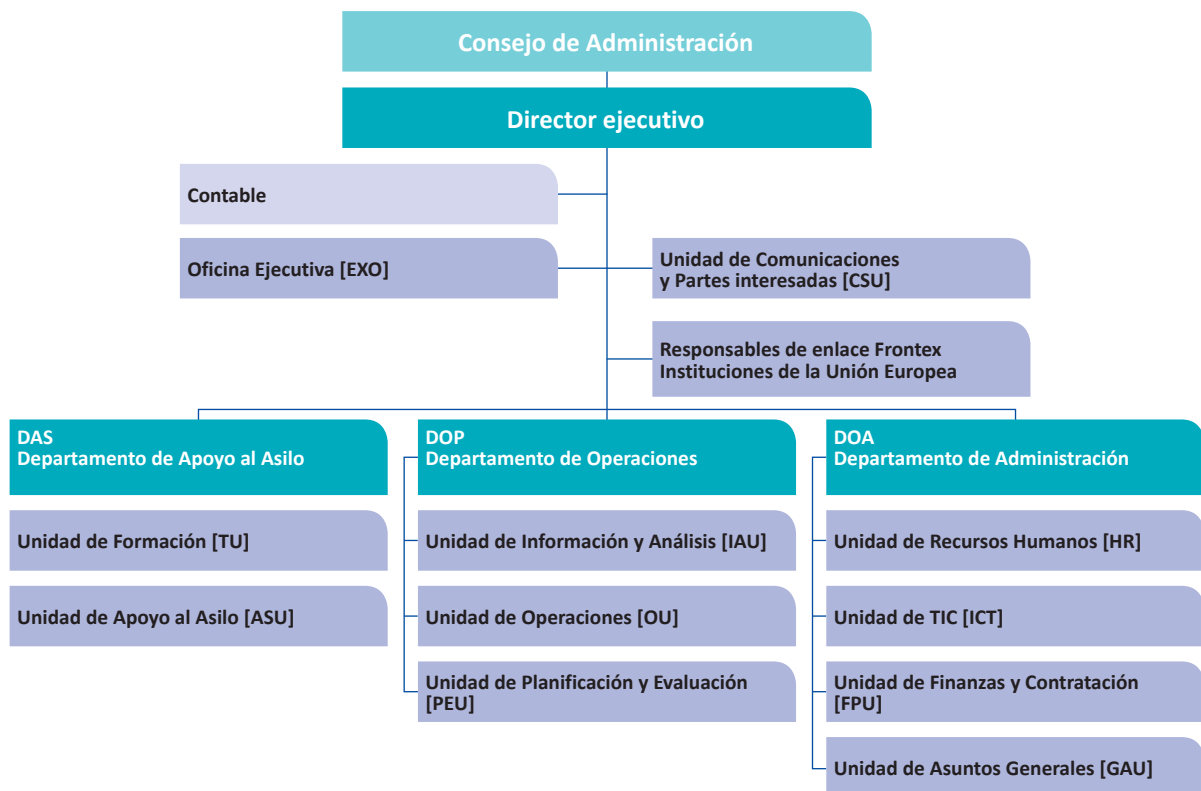 Consejo de Administración
Director ejecutivo
Contable
Oficina Ejecutiva [EXO]
Unidad de Comunicaciones
y Partes interesadas [CSU]
Responsables de enlace Frontex
Instituciones de la Unión Europea
DAS
Departamento de Apoyo al Asilo
Unidad de Formación [TU]
Unidad de Apoyo al Asilo [ASU]
DOP
Departamento de Operaciones
Unidad de Información y Análisis [IAU]
Unidad de Operaciones [OU]
Unidad de Planificación y Evaluación
[PEU]
DOA
Departamento de Administración
Unidad de Recursos Humanos [HR]
Unidad de TIC [ICT]
Unidad de Finanzas y Contratación
[FPU]
Unidad de Asuntos Generales [GAU]